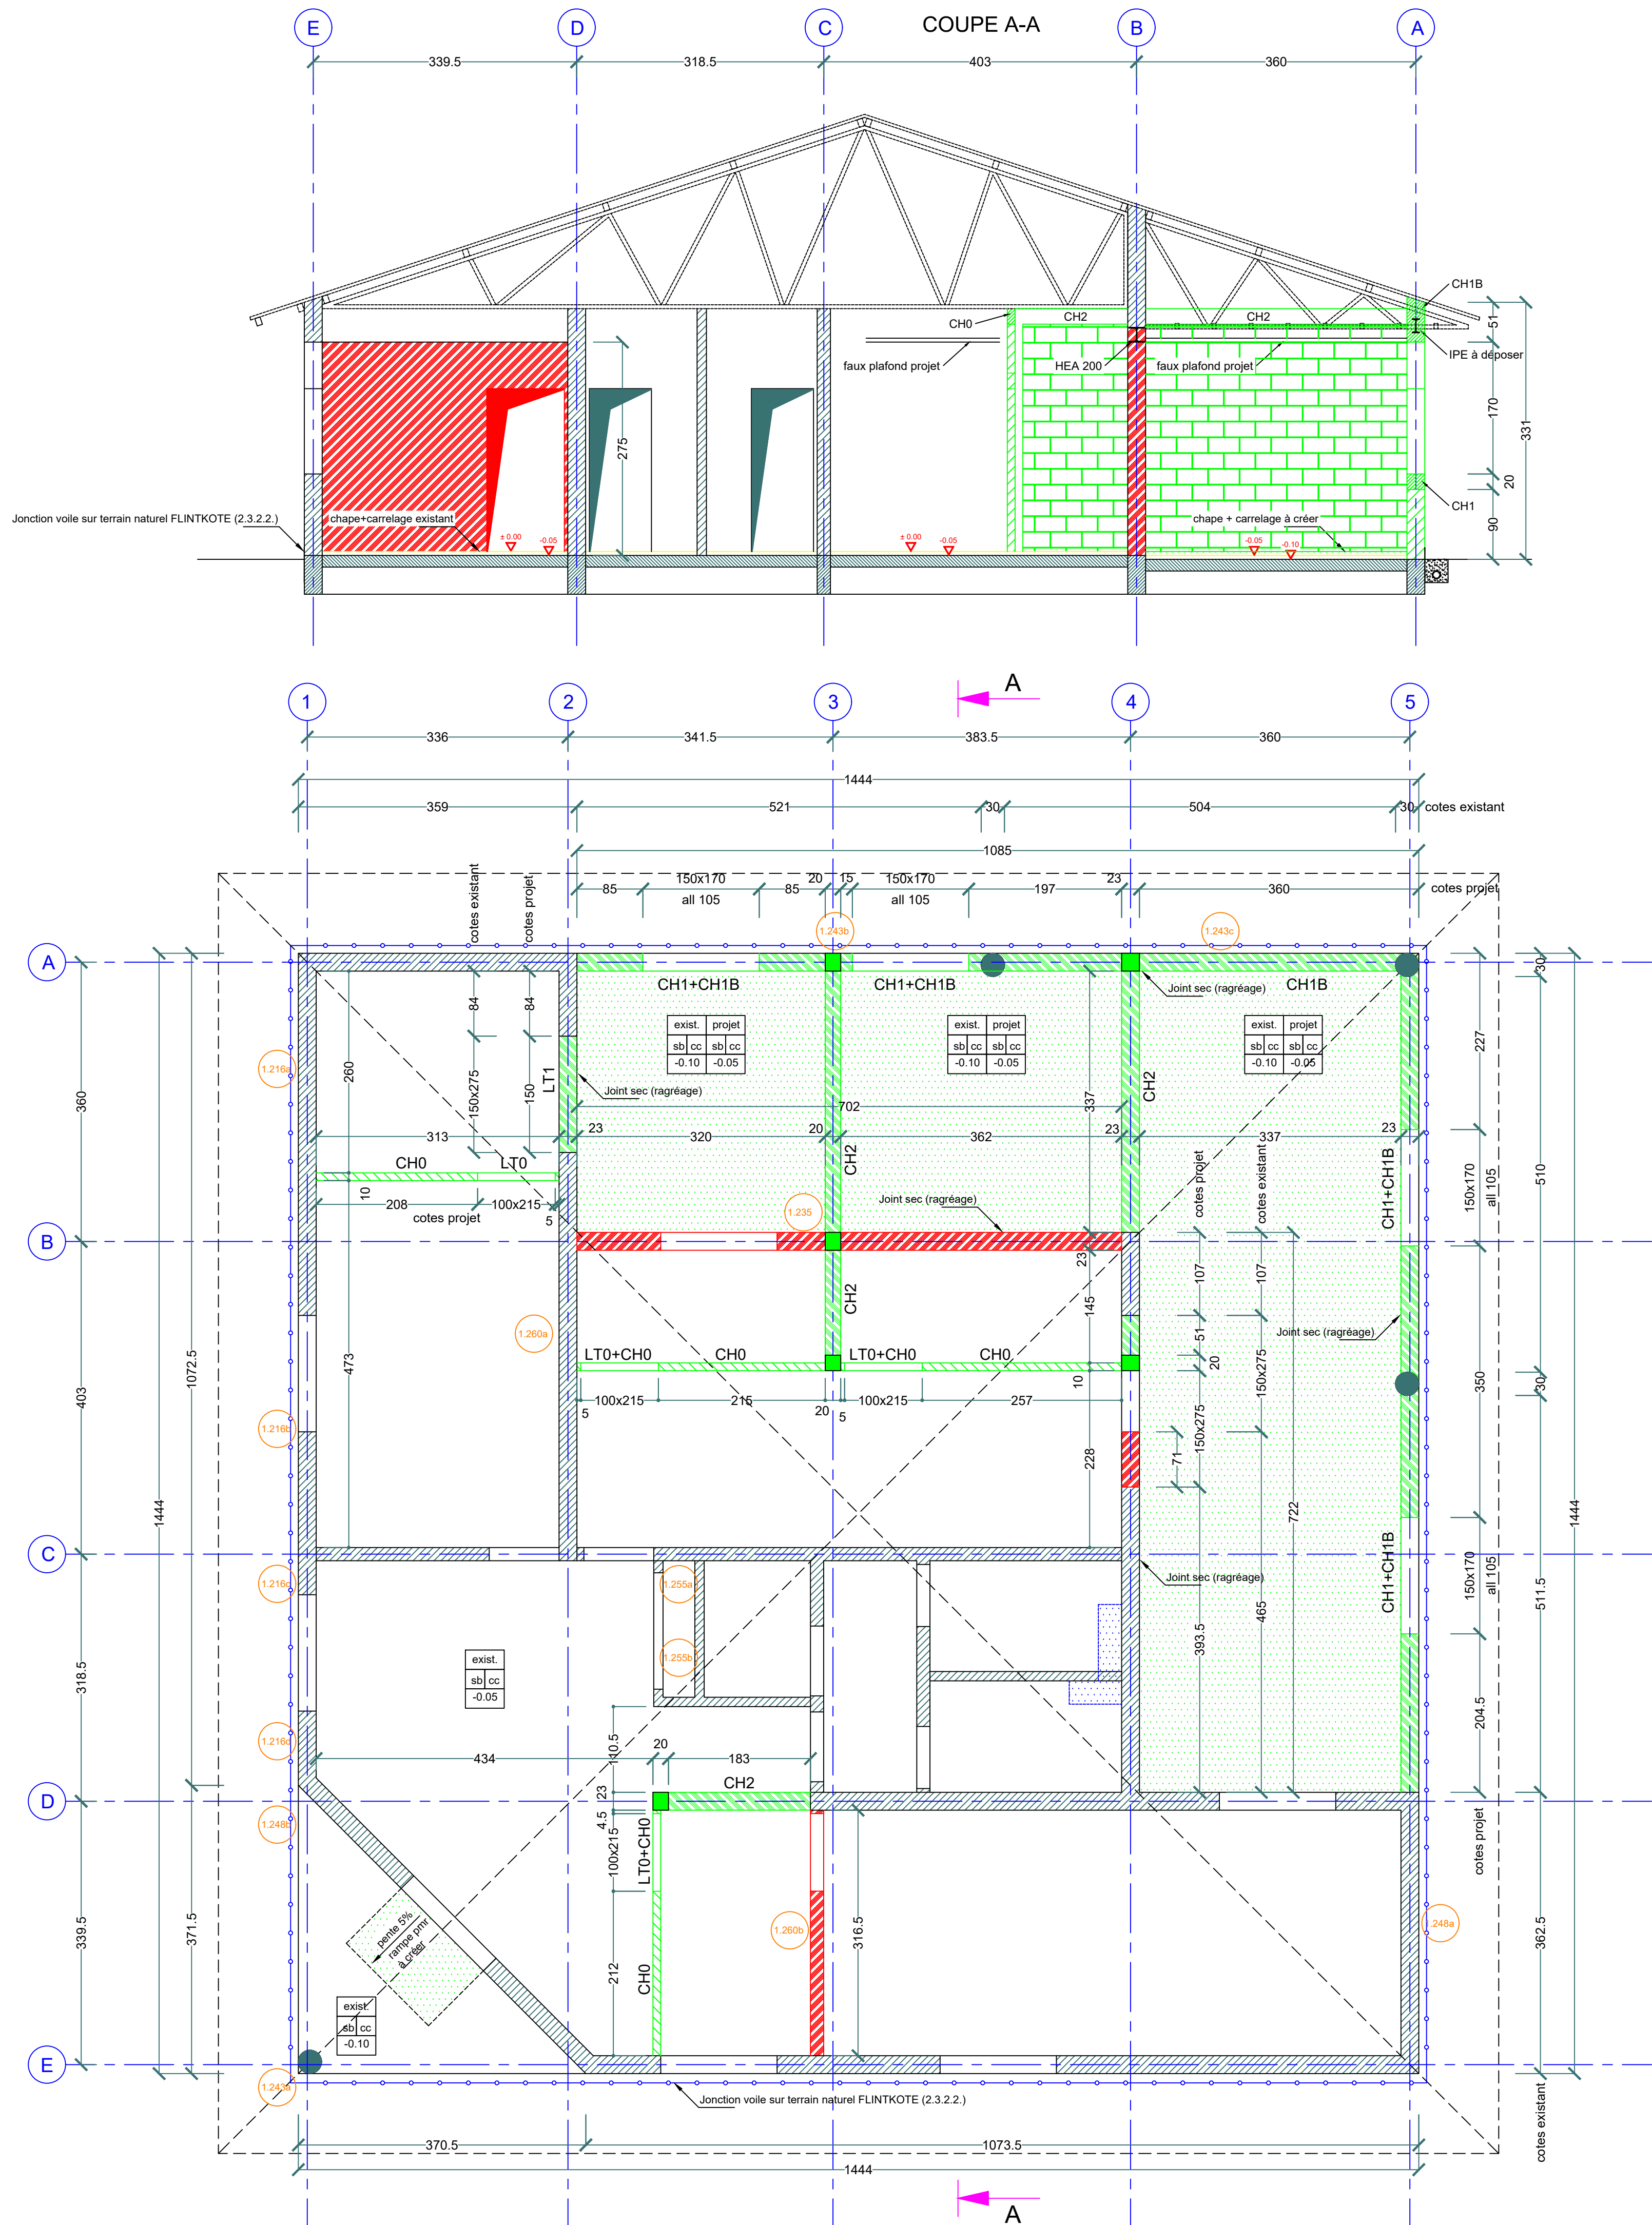 COUPE A-A
E D C B A
339.5 318.5 403 360
CH1B
CH0
CH2
CH2
51
IPE à déposer
faux plafond projet
HEA 200
faux plafond projet
170
331
275
20
CH1
Jonction voile sur terrain naturel FLINTKOTE (2.3.2.2.)
chape+carrelage existant
chape + carrelage à créer
90
± 0.00 -0.05
± 0.00 -0.05
-0.05 -0.10
A
1 2 3 4 5
336 341.5 383.5 360
1444
359 521 30 504 30 cotes existant
1085
85 150x170 85 20 15 150x170 197 23 360 cotes projet
all 105 all 105
cotes existant
cotes projet
1.243b 1.243c
A
30
CH1+CH1B CH1+CH1B CH1B
Joint sec (ragréage)
84 84
exist. projet
sb cc sb cc
-0.10 -0.05
exist. projet
sb cc sb cc
-0.10 -0.05
exist. projet
sb cc sb cc
-0.10 -0.05
227
1.216a
260
150x275
150
LT1
Joint sec (ragréage)
CH2
360
702
337
313 23 320 20 362 23 337 23
CH0 LT0
CH2
10
208 100x215
5
cotes projet
cotes projet
cotes existant
CH1+CH1B
150x170
all 105
510
1.235
Joint sec (ragréage)
B
23
107 107
145
CH2
1.260a
51
Joint sec (ragréage)
473
LT0+CH0 CH0 LT0+CH0 CH0
20
10
150x275
350
30
100x215 215 20 100x215 257
5 5
403
1072.5
1.216b
150x275
71
228
722
1444
1444
C
CH1+CH1B
150x170
all 105
1.216c
1.255a
Joint sec (ragréage)
511.5
465
393.5
318.5
1.255b
exist.
sb cc
-0.05
204.5
1.216d
110.5
434 20 183
CH2
23
D
4.5
1.248b
100x215
LT0+CH0
cotes projet
pente 5%
rampe pmr
à créer
1.260b
316.5
1.248a
339.5
371.5
362.5
212
CH0
exist.
sb cc
-0.10
E
1.243a
Jonction voile sur terrain naturel FLINTKOTE (2.3.2.2.)
cotes existant
370.5 1073.5
1444
A